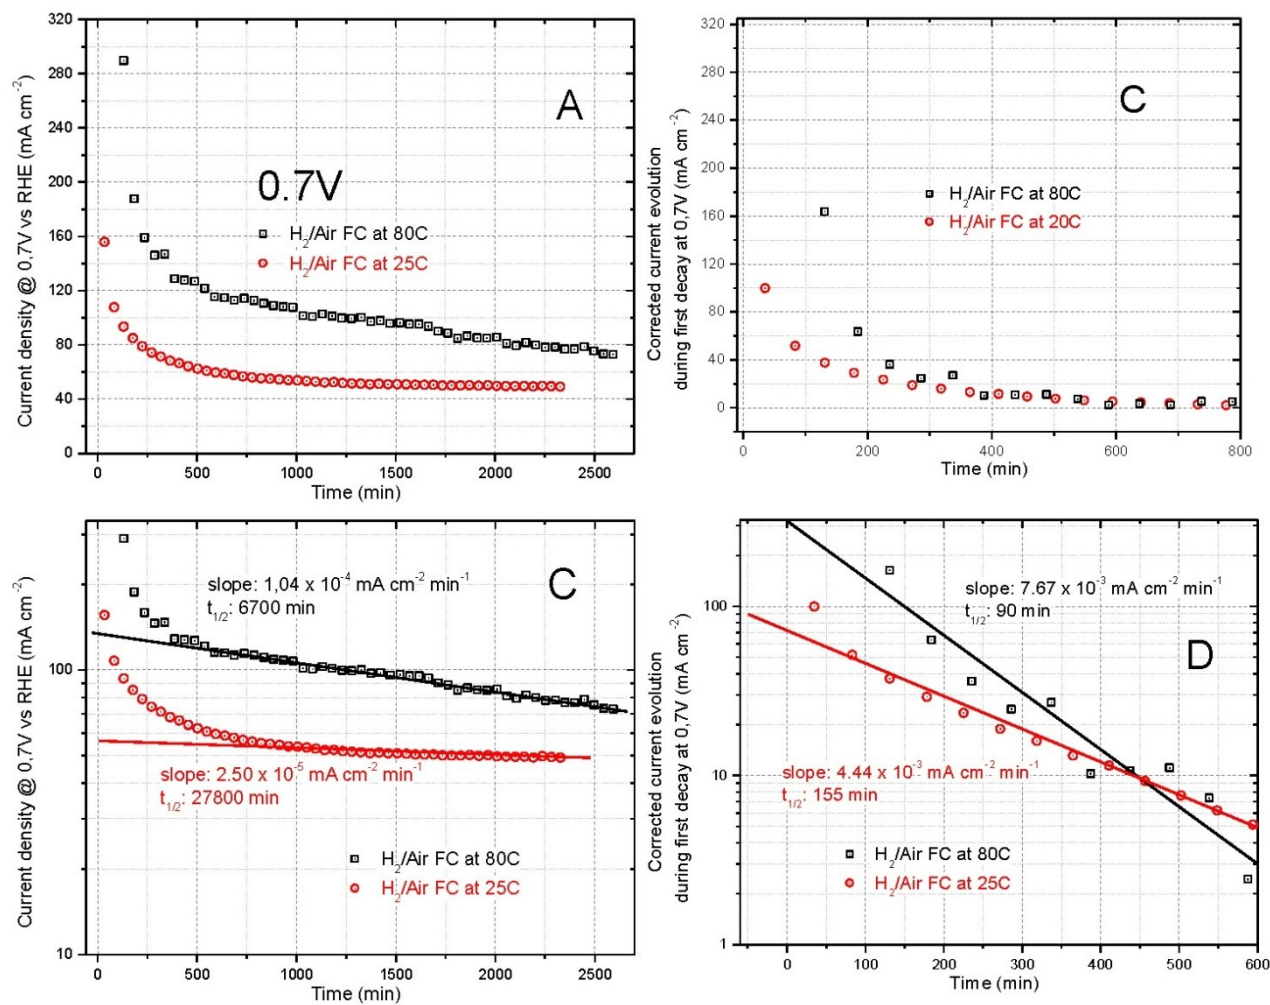 Current density @ 0,7V vs RHE (mA cm⁻²)
320
280
240
200
160
120
80
40
0
A
0.7V
H₂/Air FC at 80C
H₂/Air FC at 25C
0 500 1000 1500 2000 2500
Time (min)
Corrected current evolution
during first decay at 0,7V (mA cm⁻²)
320
280
240
200
160
120
80
40
0
C
H₂/Air FC at 80C
H₂/Air FC at 20C
0 200 400 600 800
Time (min)
Current density @ 0.7V vs RHE (mA cm⁻²)
100
10
C
slope: 1,04 x 10⁻⁴ mA cm⁻² min⁻¹
t₁/₂: 6700 min
slope: 2.50 x 10⁻⁵ mA cm⁻² min⁻¹
t₁/₂: 27800 min
H₂/Air FC at 80C
H₂/Air FC at 25C
0 500 1000 1500 2000 2500
Time (min)
Corrected current evolution
during first decay at 0,7V (mA cm⁻²)
100
10
1
slope: 7.67 x 10⁻³ mA cm⁻² min⁻¹
t₁/₂: 90 min
D
slope: 4.44 x 10⁻³ mA cm⁻² min⁻¹
t₁/₂: 155 min
H₂/Air FC at 80C
H₂/Air FC at 25C
0 100 200 300 400 500 600
Time (min)